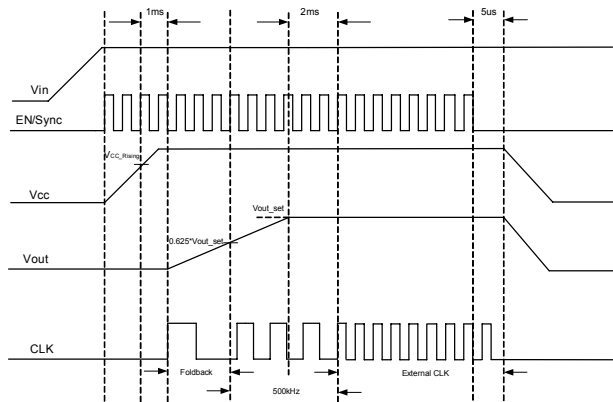 1ms
2ms
5us
Vin
EN/Sync
VCC_Rising
Vcc
Vout_set
0.625*Vout_set
Vout
CLK
Foldback
External CLK
500kHz